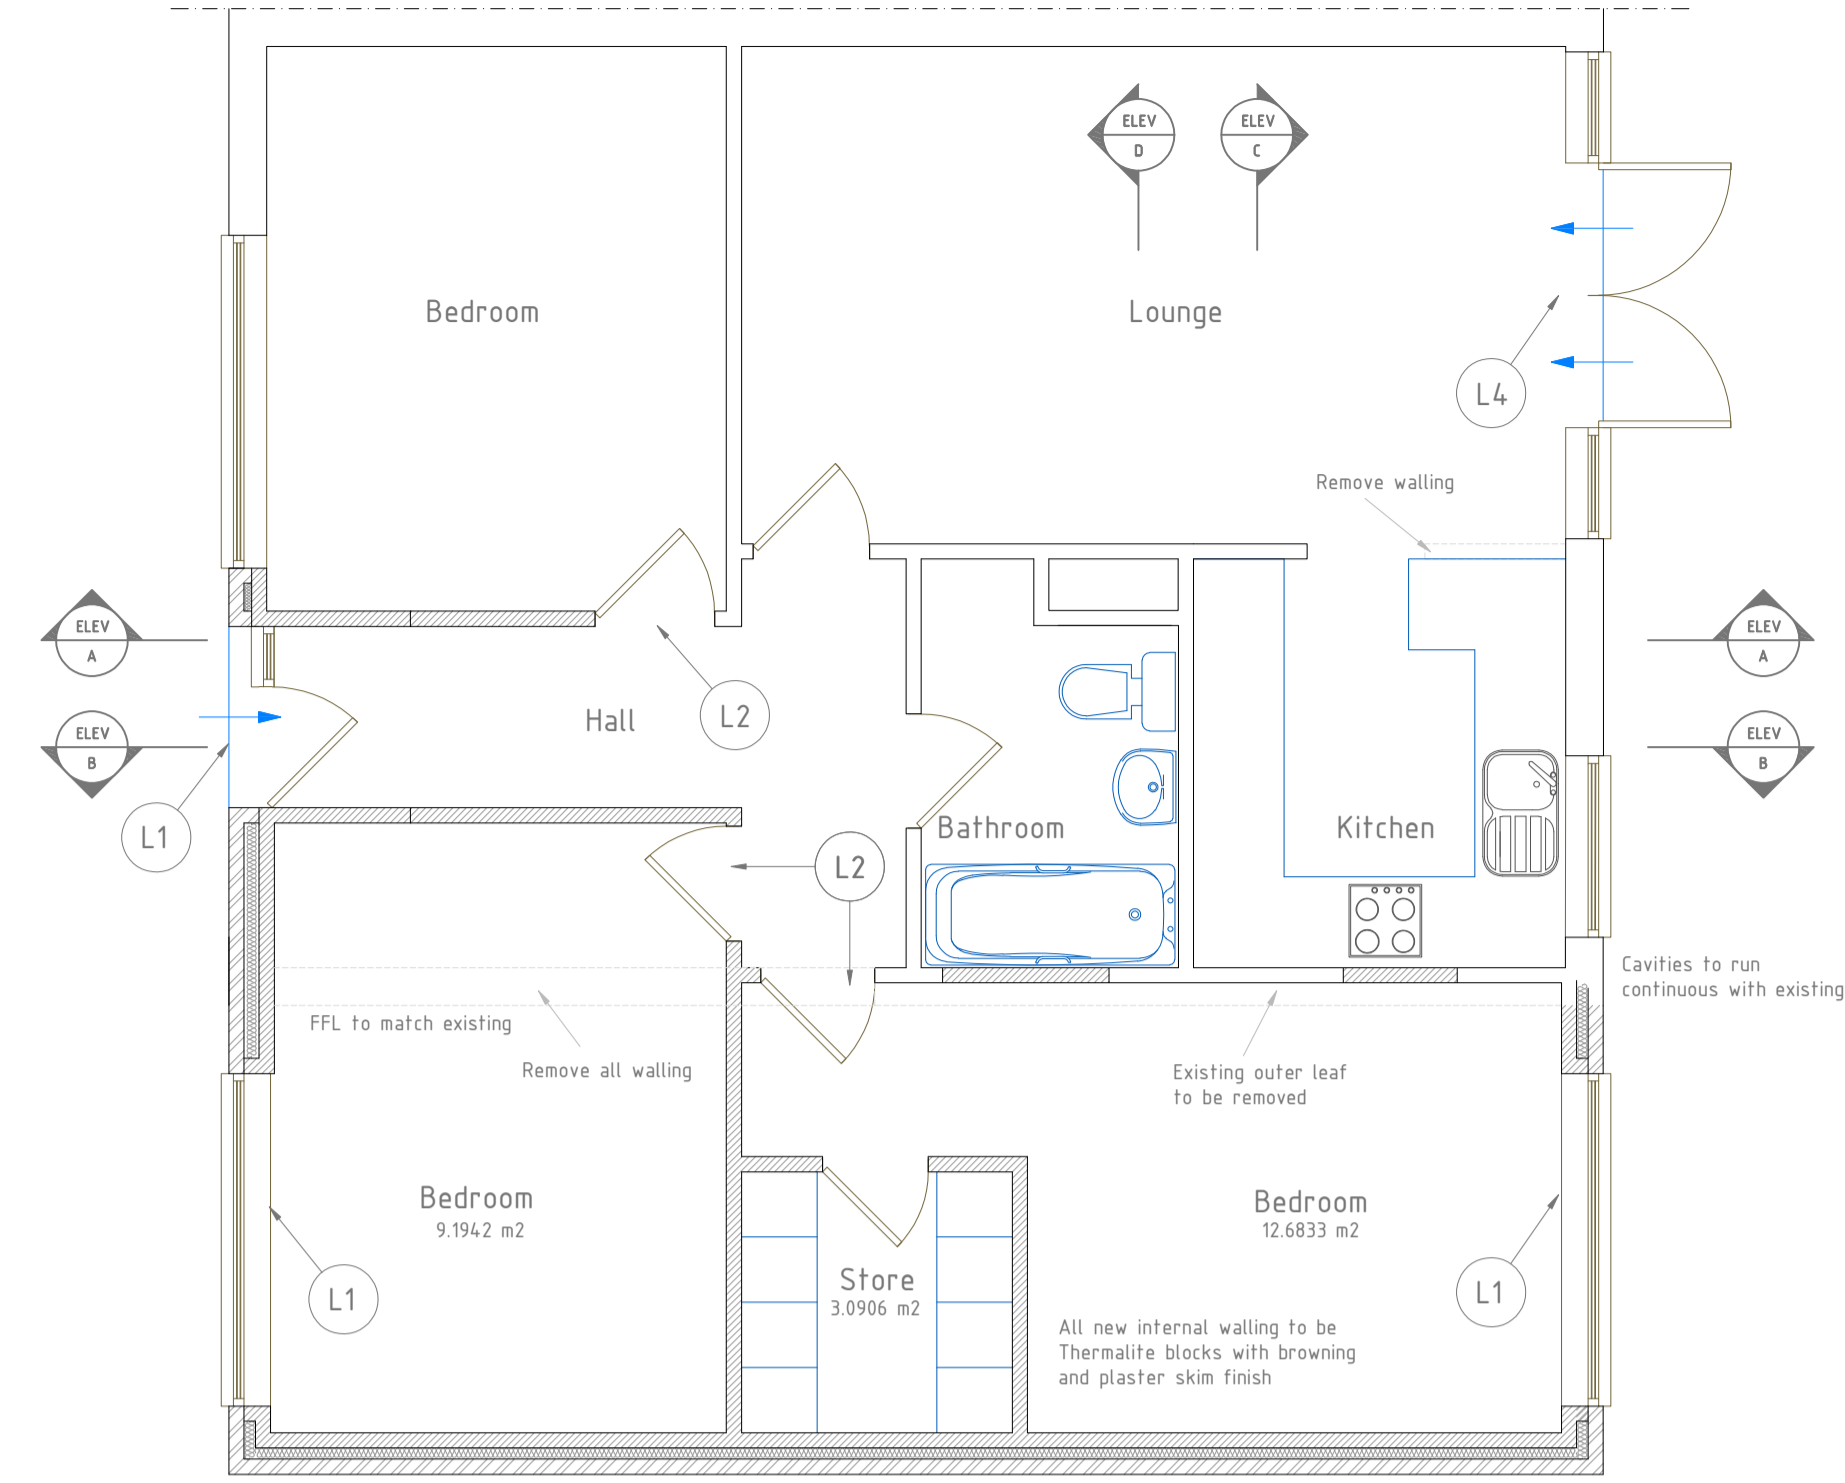 ELEV
D
ELEV
C
Bedroom
Lounge
L4
Remove walling
ELEV
A
ELEV
A
L2
Hall
ELEV
B
ELEV
B
L1
Bathroom
Kitchen
L2
Cavities to run
continuous with existing
FFL to match existing
Remove all walling
Existing outer leaf
to be removed
Bedroom
9.1942 m2
Bedroom
12.6833 m2
Store
3.0906 m2
L1
L1
All new internal walling to be
Thermalite blocks with browning
and plaster skim finish